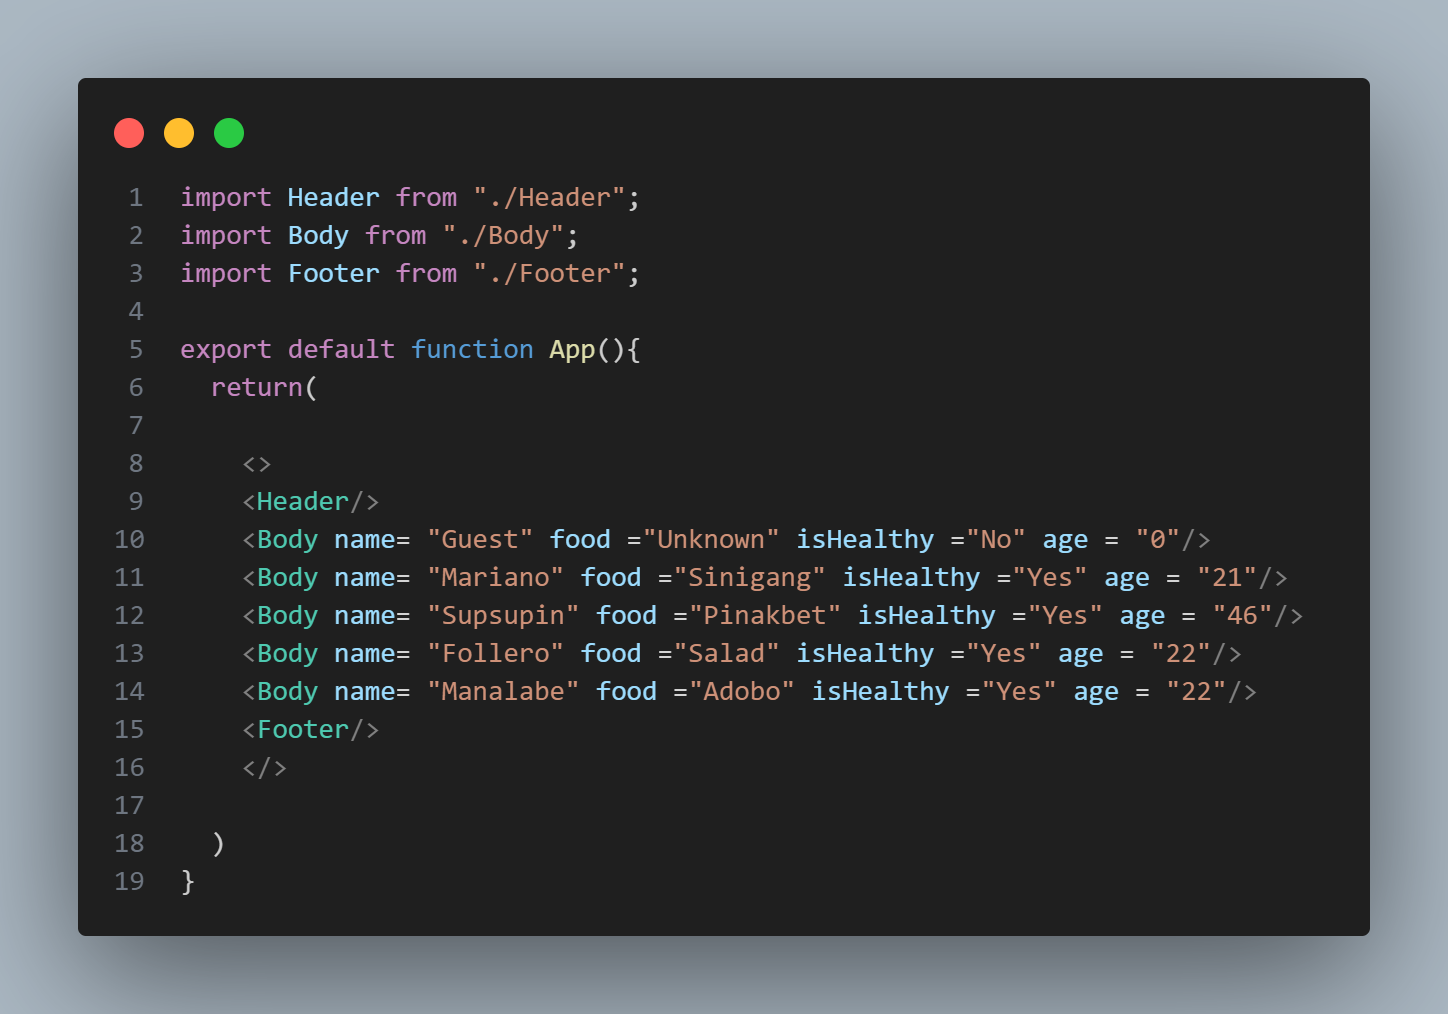 1 import Header from "./Header";
2 import Body from "./Body";
3 import Footer from "./Footer";
4
5 export default function App(){
6   return(
7
8     <>
9     <Header/>
10     <Body name= "Guest" food ="Unknown" isHealthy ="No" age = "0"/>
11     <Body name= "Mariano" food ="Sinigang" isHealthy ="Yes" age = "21"/>
12     <Body name= "Supsupin" food ="Pinakbet" isHealthy ="Yes" age = "46"/>
13     <Body name= "Follero" food ="Salad" isHealthy ="Yes" age = "22"/>
14     <Body name= "Manalabe" food ="Adobo" isHealthy ="Yes" age = "22"/>
15     <Footer/>
16     </>
17
18   )
19 }